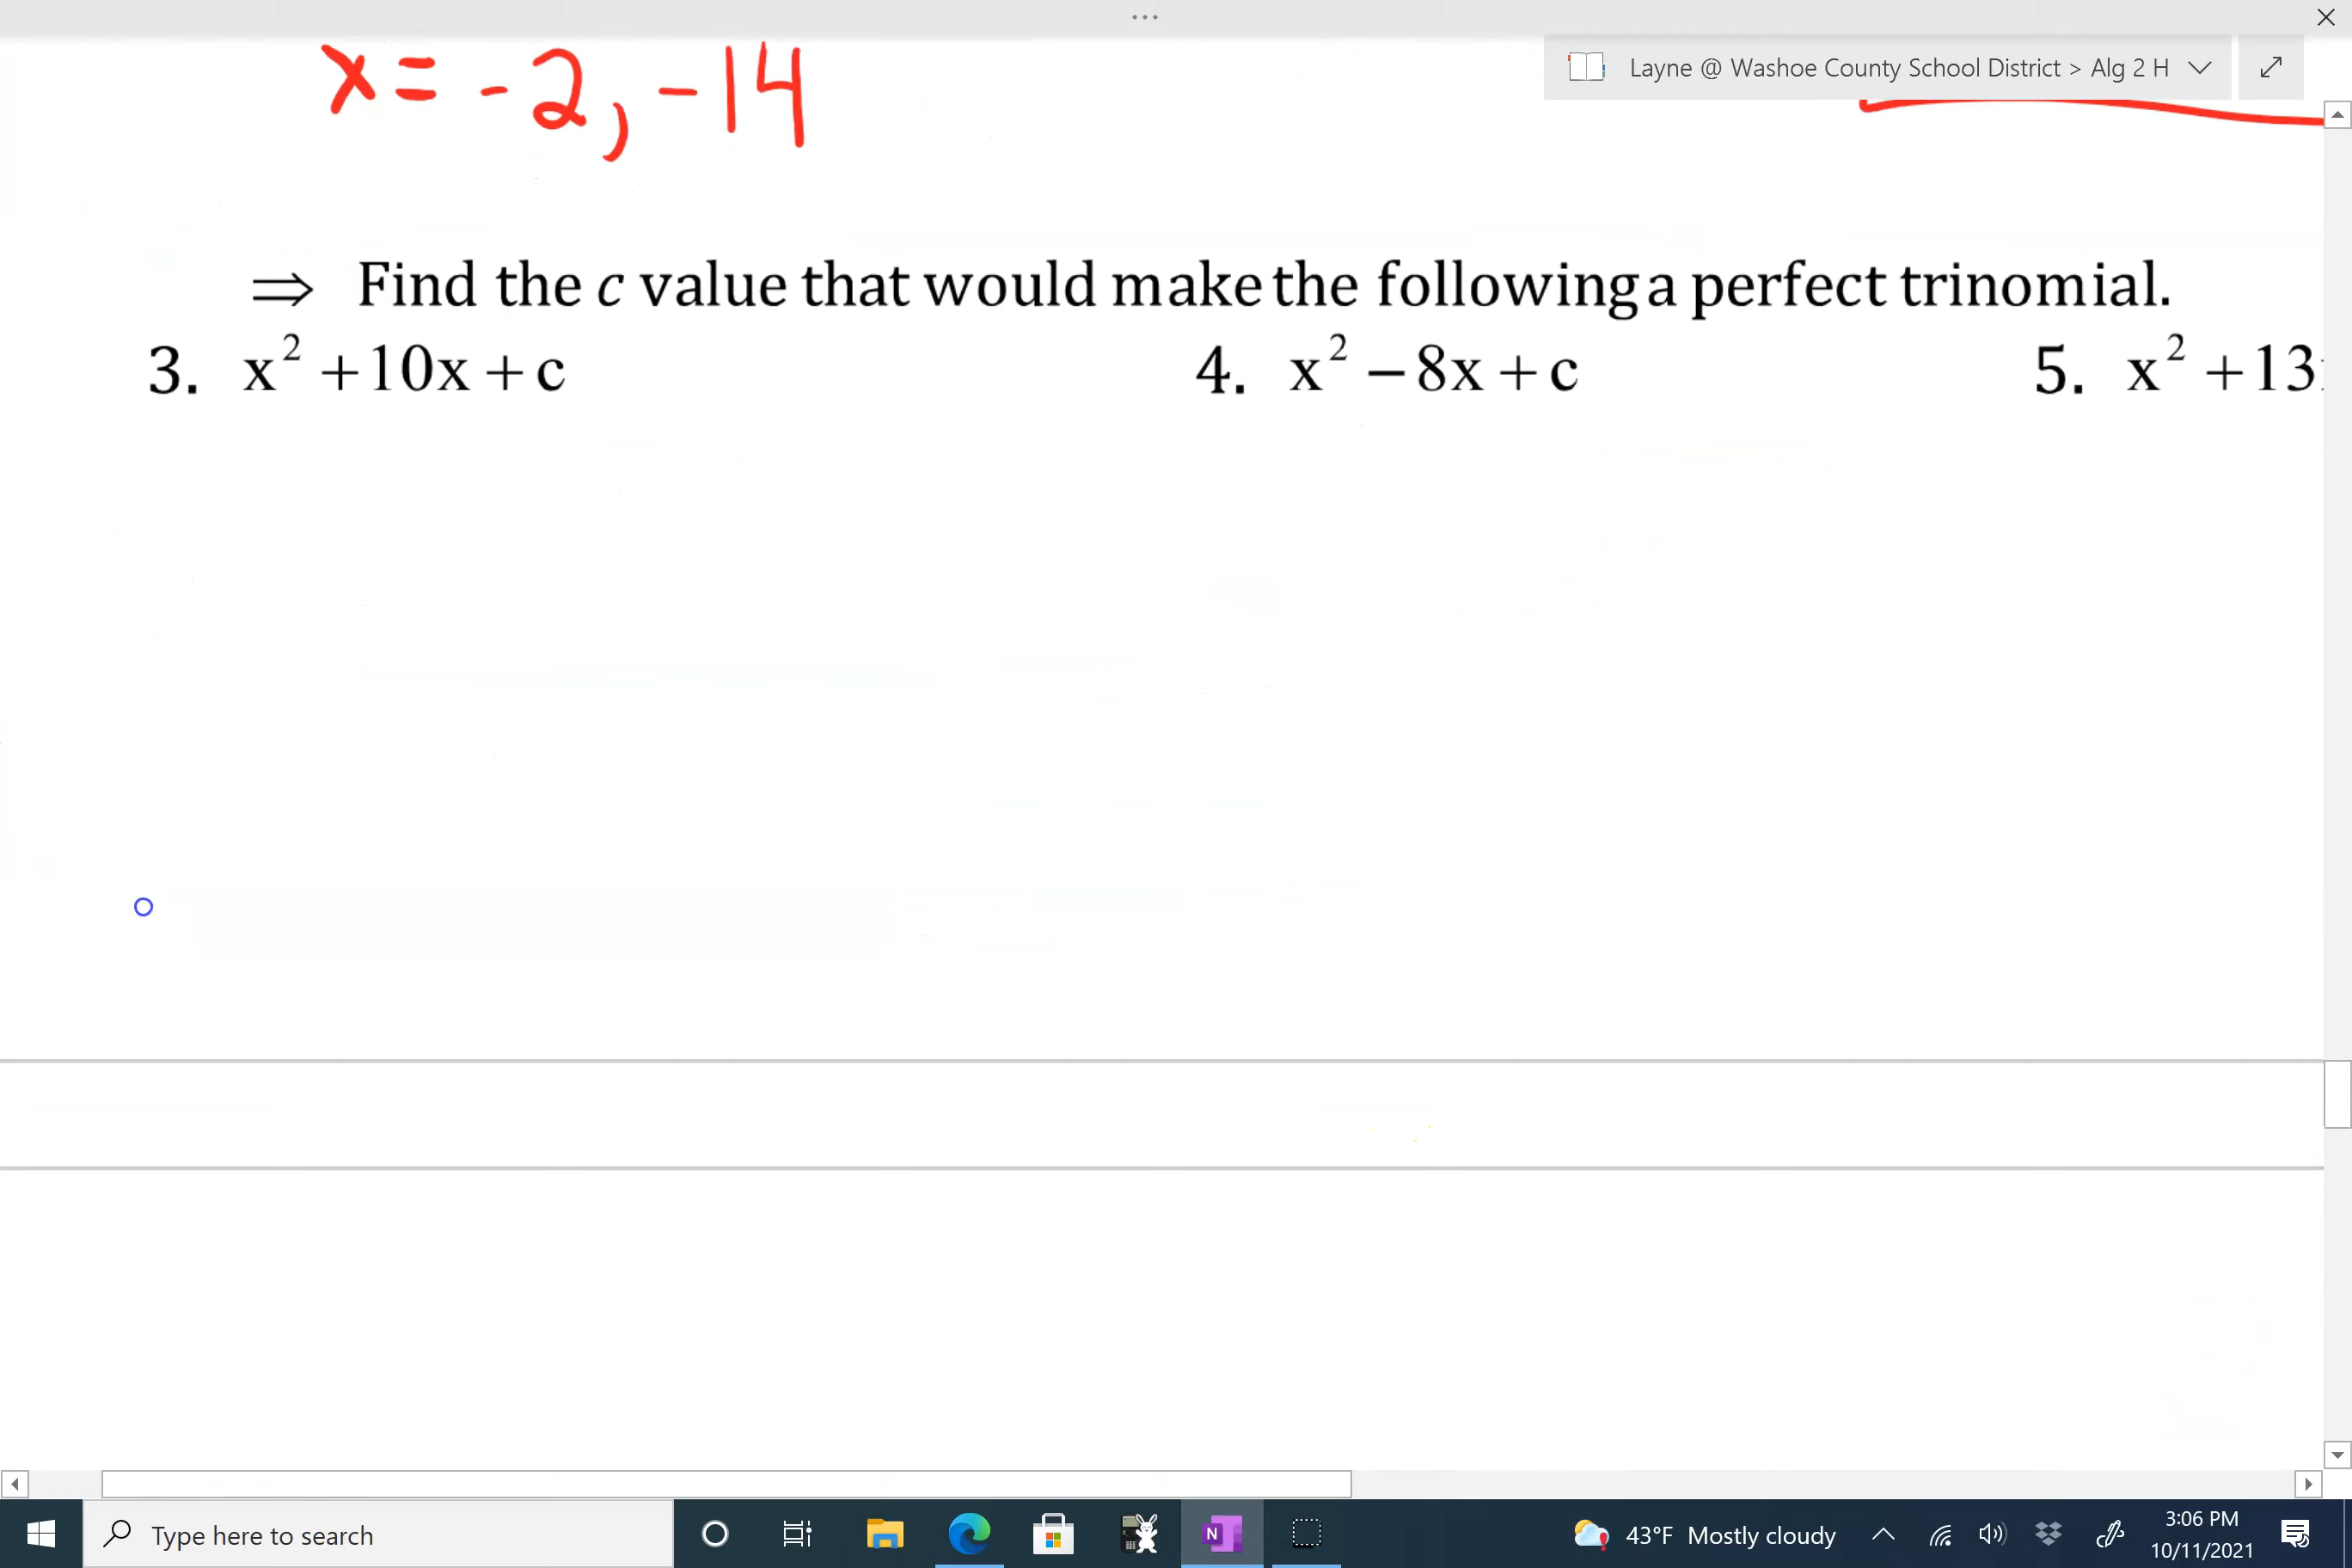 ...
Layne @ Washoe County School District > Alg 2 H
x = -2, -14
⇒ Find the c value that would make the following a perfect trinomial.
3. x² + 10x + c
4. x² − 8x + c
5. x² + 13
Type here to search
N
43°F Mostly cloudy
3:06 PM
10/11/2021